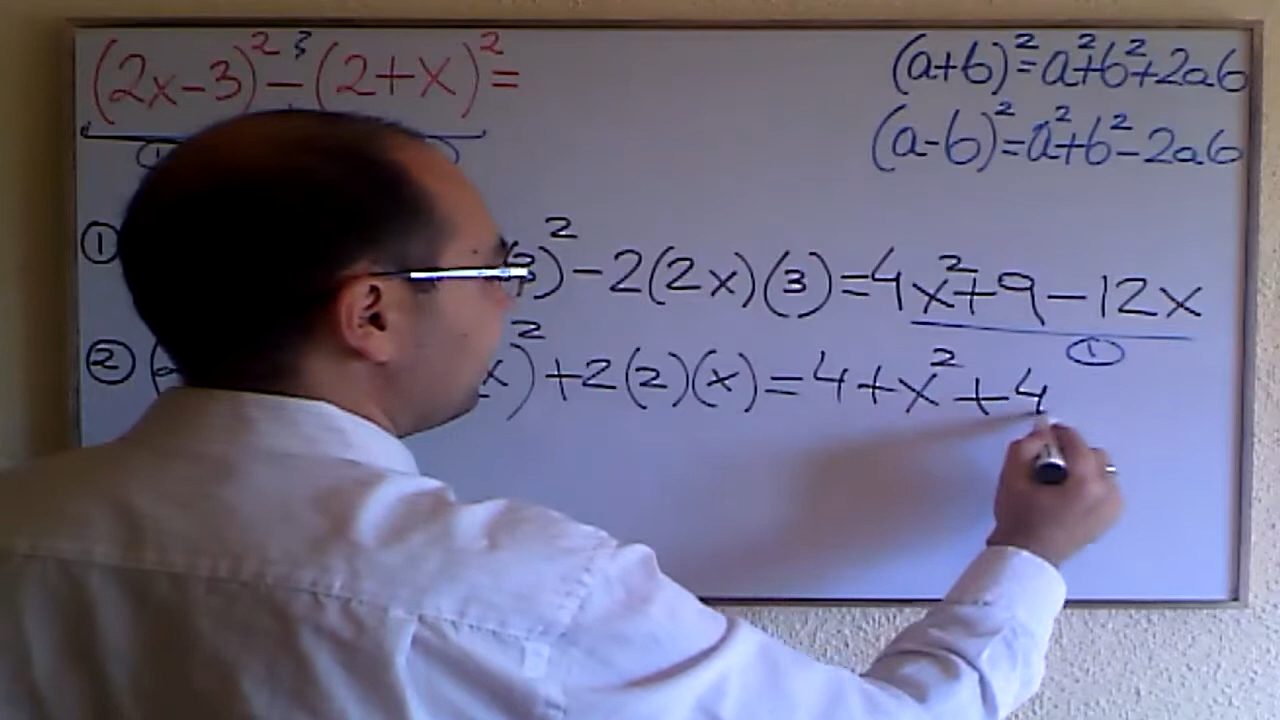 (2x-3)²-(2+x)²=
(a+b)²=a²+b²+2ab
(a-b)²=a²+b²-2ab
① )²-2(2x)(3)=4x²+9-12x
①
② x)²+2(2)(x)=4+x²+4